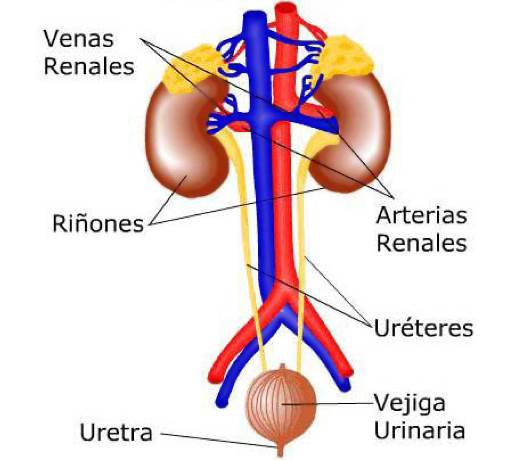 Venas
Renales
Riñones
Arterias
Renales
Uréteres
Vejiga
Urinaria
Uretra